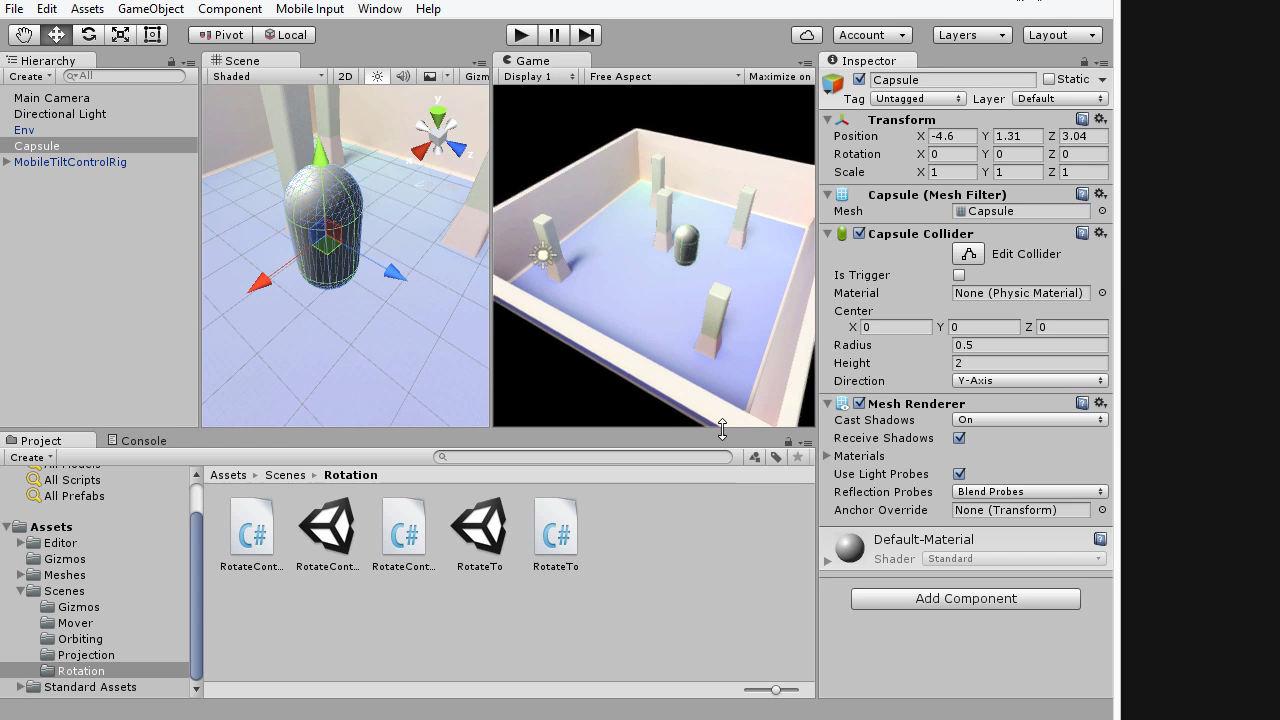 File Edit Assets GameObject Component Mobile Input Window Help
Pivot Local Account Layers Layout
Hierarchy
Create All
Main Camera
Directional Light
Env
Capsule
MobileTiltControlRig
Scene
Shaded 2D Gizm
y
z
Game
Display 1 Free Aspect Maximize on
Inspector
Capsule Static
Tag Untagged Layer Default
Transform
Position X -4.6 Y 1.31 Z 3.04
Rotation X 0 Y 0 Z 0
Scale X 1 Y 1 Z 1
Capsule (Mesh Filter)
Mesh Capsule
Capsule Collider
Edit Collider
Is Trigger
Material None (Physic Material)
Center
X 0 Y 0 Z 0
Radius 0.5
Height 2
Direction Y-Axis
Mesh Renderer
Cast Shadows On
Receive Shadows
Materials
Use Light Probes
Reflection Probes Blend Probes
Anchor Override None (Transform)
Default-Material
Shader Standard
Add Component
Project Console
Create
All Scripts
All Prefabs
Assets
Editor
Gizmos
Meshes
Scenes
Gizmos
Mover
Orbiting
Projection
Rotation
Standard Assets
Assets Scenes Rotation
C# C# C#
RotateCont... RotateCont... RotateCont... RotateTo RotateTo